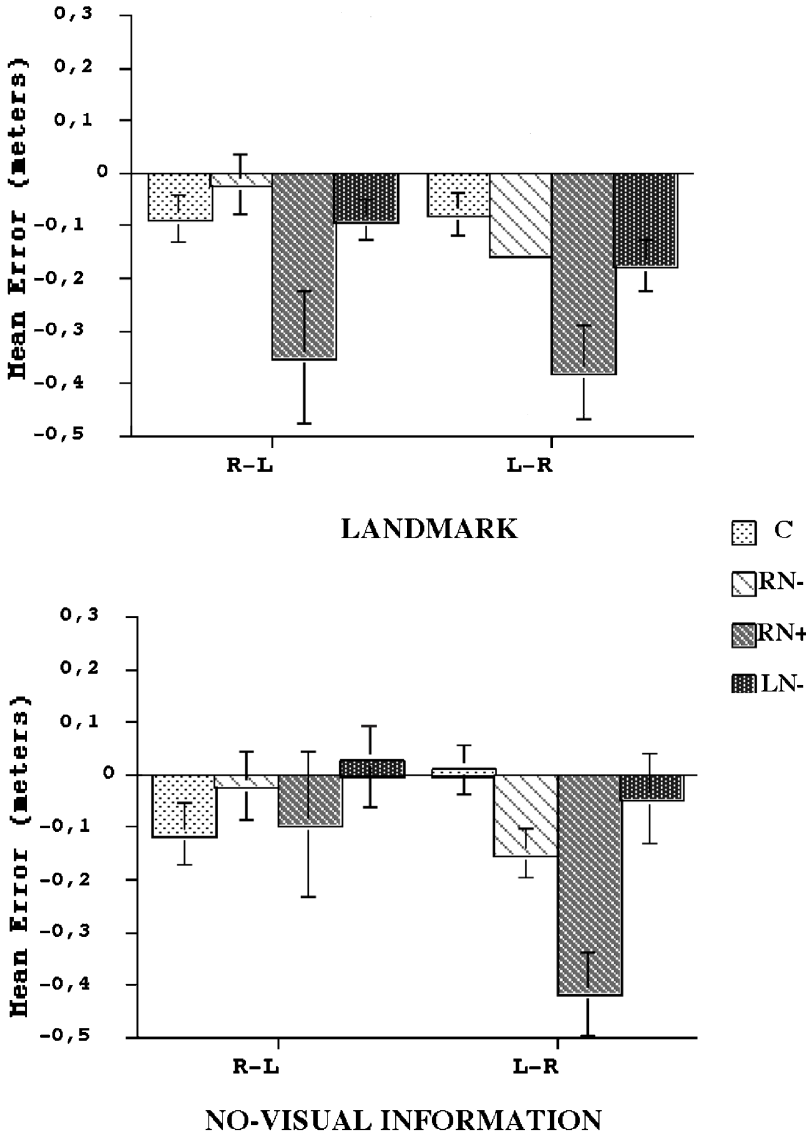 0,3
0,2
0,1
0
-0,1
-0,2
-0,3
-0,4
-0,5
Mean Error (meters)
R-L L-R
LANDMARK
C
RN-
RN+
LN-
0,3
0,2
0,1
0
-0,1
-0,2
-0,3
-0,4
-0,5
Mean Error (meters)
R-L L-R
NO-VISUAL INFORMATION